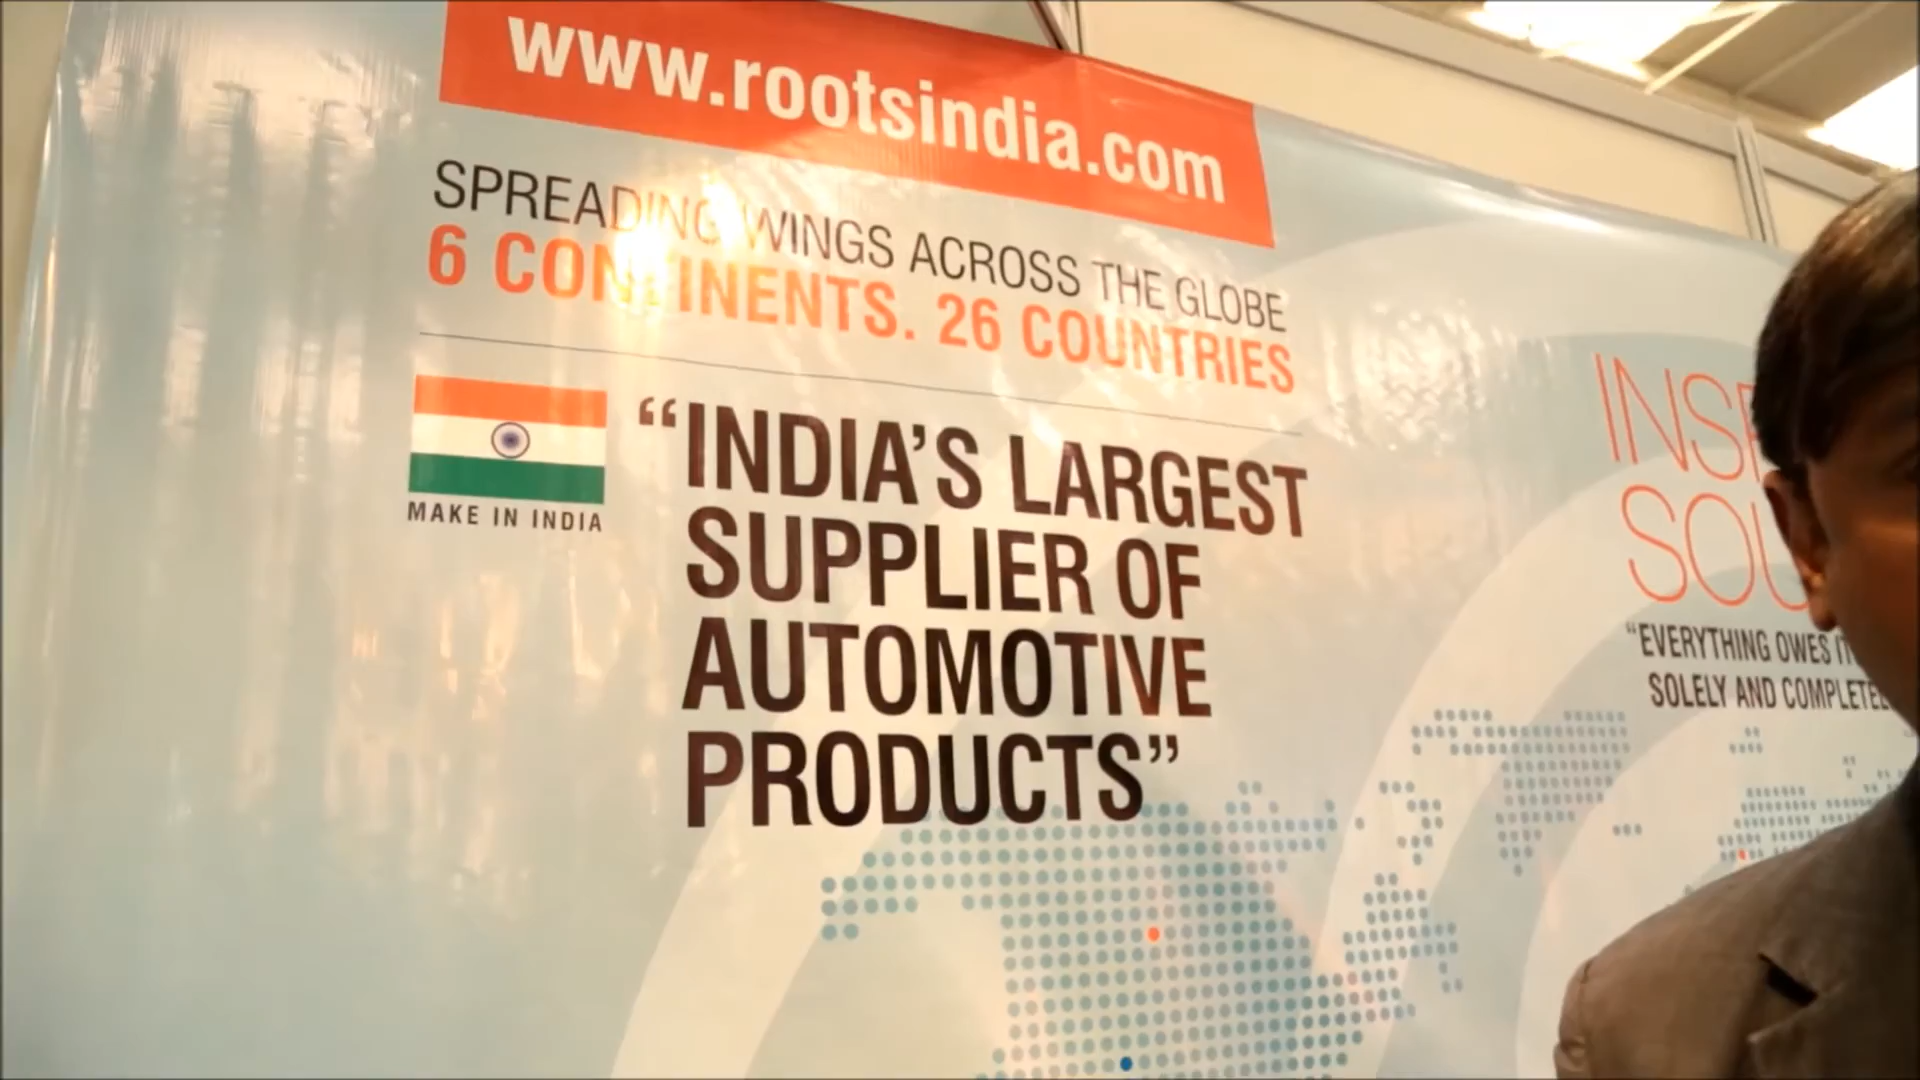 www.rootsindia.com
SPREADING WINGS ACROSS THE GLOBE
6 CONTINENTS. 26 COUNTRIES
MAKE IN INDIA
“INDIA’S LARGEST
SUPPLIER OF
AUTOMOTIVE
PRODUCTS”
“EVERYTHING OWES
SOLELY AND